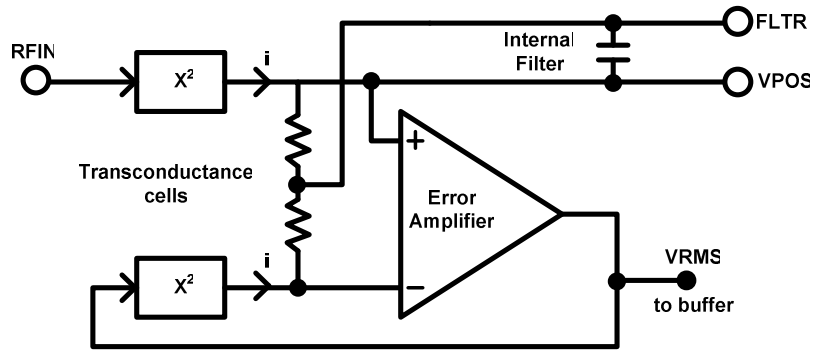 FLTR
Internal
Filter
RFIN
X²
i
VPOS
+
Transconductance
cells
Error
Amplifier
X²
i
−
VRMS
to buffer